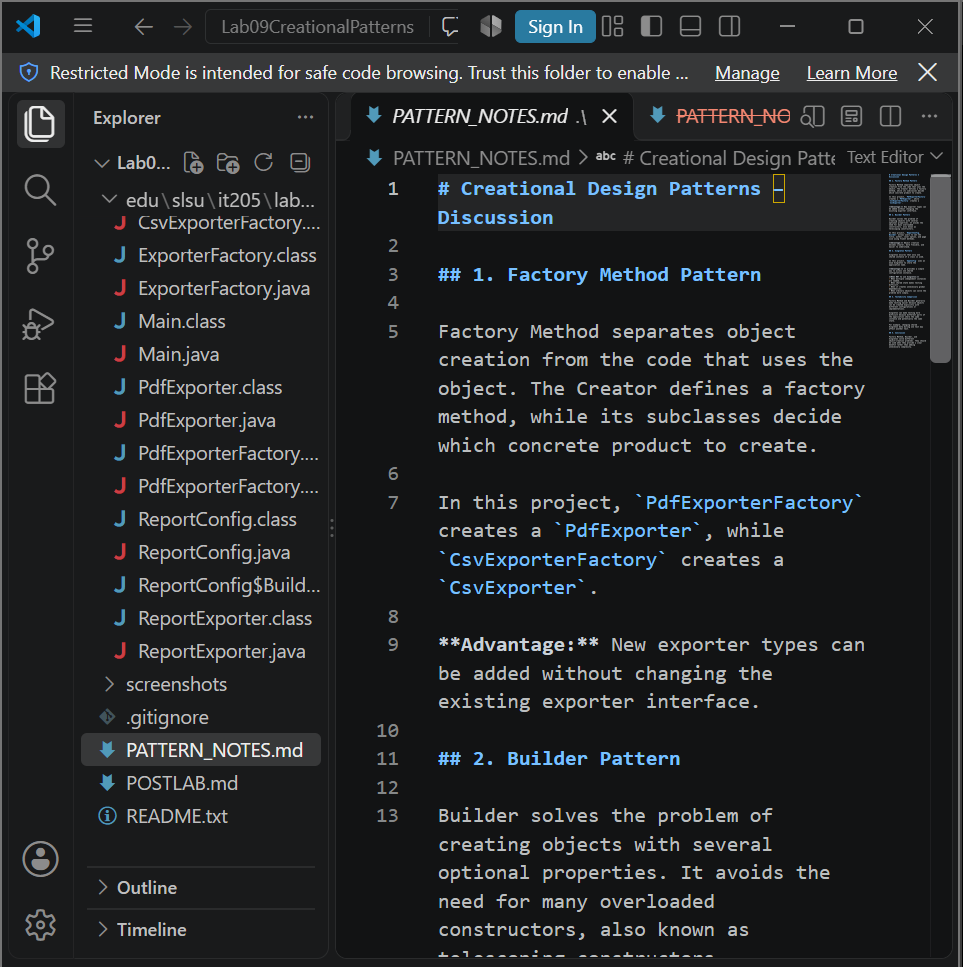 Lab09CreationalPatterns
Sign In
Restricted Mode is intended for safe code browsing. Trust this folder to enable ...
Manage
Learn More
Explorer
Lab0...
edu\slsu\it205\lab...
CsvExporterFactory....
ExporterFactory.class
ExporterFactory.java
Main.class
Main.java
PdfExporter.class
PdfExporter.java
PdfExporterFactory....
PdfExporterFactory....
ReportConfig.class
ReportConfig.java
ReportConfig$Build...
ReportExporter.class
ReportExporter.java
screenshots
.gitignore
PATTERN_NOTES.md
POSTLAB.md
README.txt
Outline
Timeline
PATTERN_NOTES.md .\
PATTERN_NO
PATTERN_NOTES.md > abc # Creational Design Patte
Text Editor
1 # Creational Design Patterns –
Discussion
2
3 ## 1. Factory Method Pattern
4
5 Factory Method separates object
creation from the code that uses the
object. The Creator defines a factory
method, while its subclasses decide
which concrete product to create.
6
7 In this project, `PdfExporterFactory`
creates a `PdfExporter`, while
`CsvExporterFactory` creates a
`CsvExporter`.
8
9 **Advantage:** New exporter types can
be added without changing the
existing exporter interface.
10
11 ## 2. Builder Pattern
12
13 Builder solves the problem of
creating objects with several
optional properties. It avoids the
need for many overloaded
constructors, also known as
telescoping constructors.